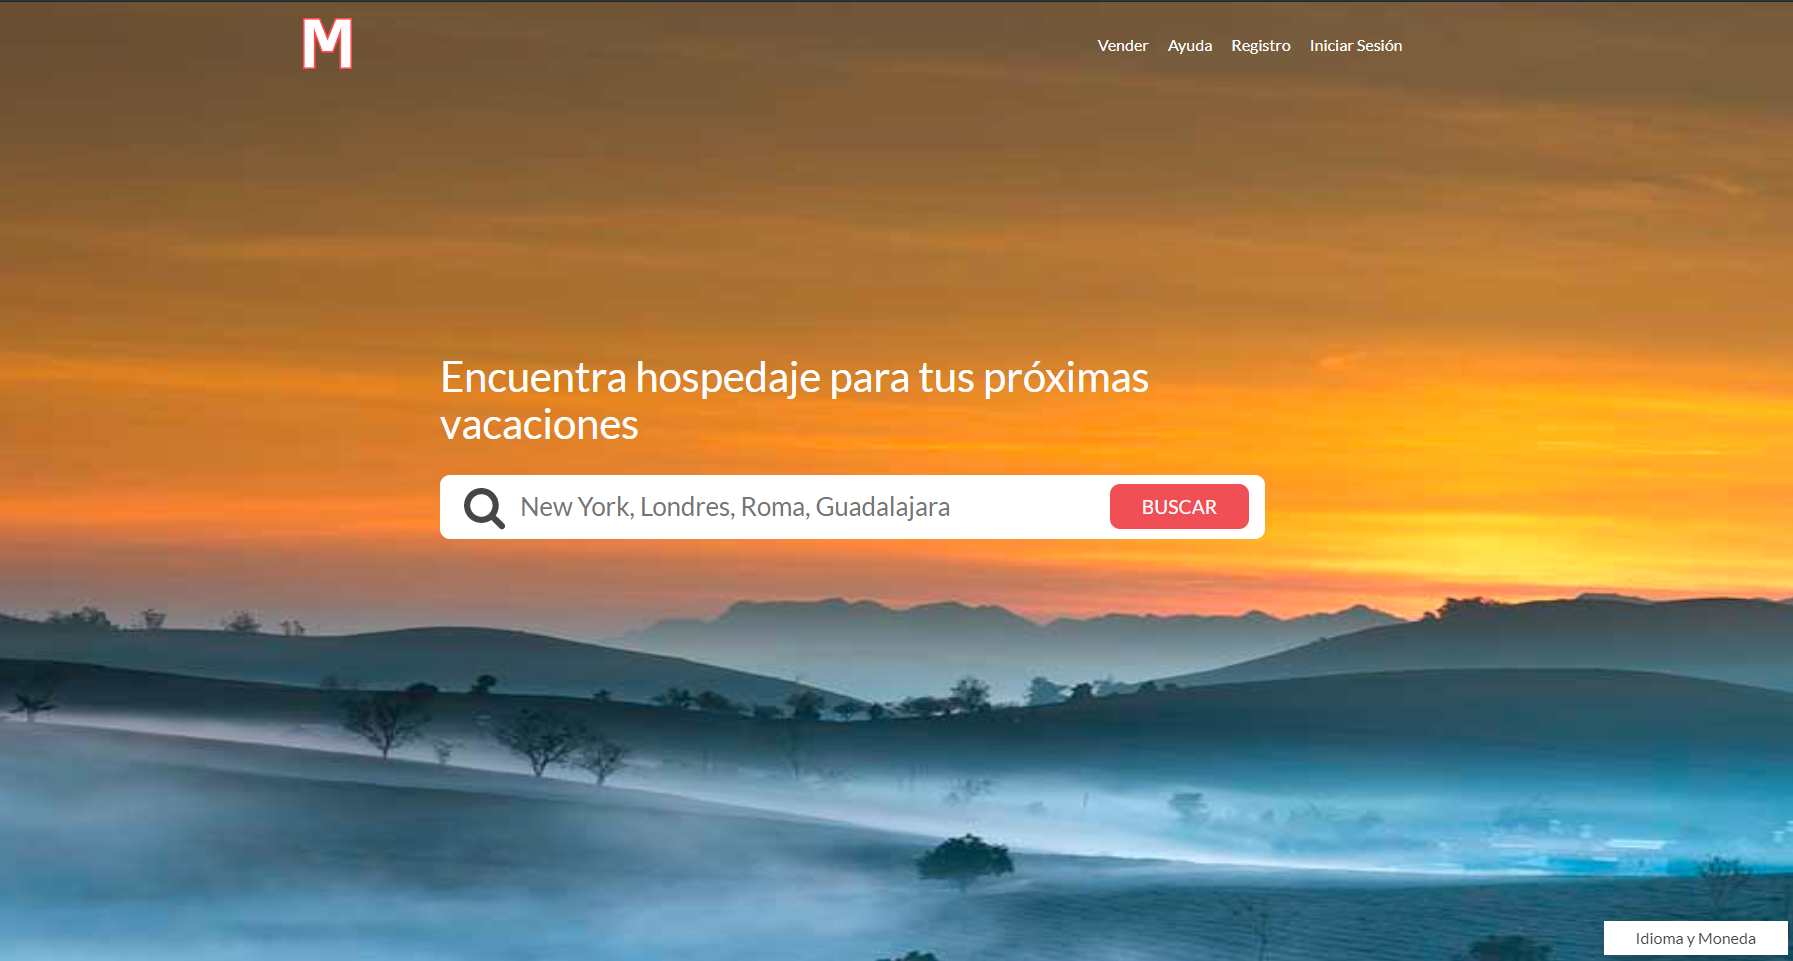 M
Vender Ayuda Registro Iniciar Sesión
Encuentra hospedaje para tus próximas
vacaciones
New York, Londres, Roma, Guadalajara
BUSCAR
Idioma y Moneda